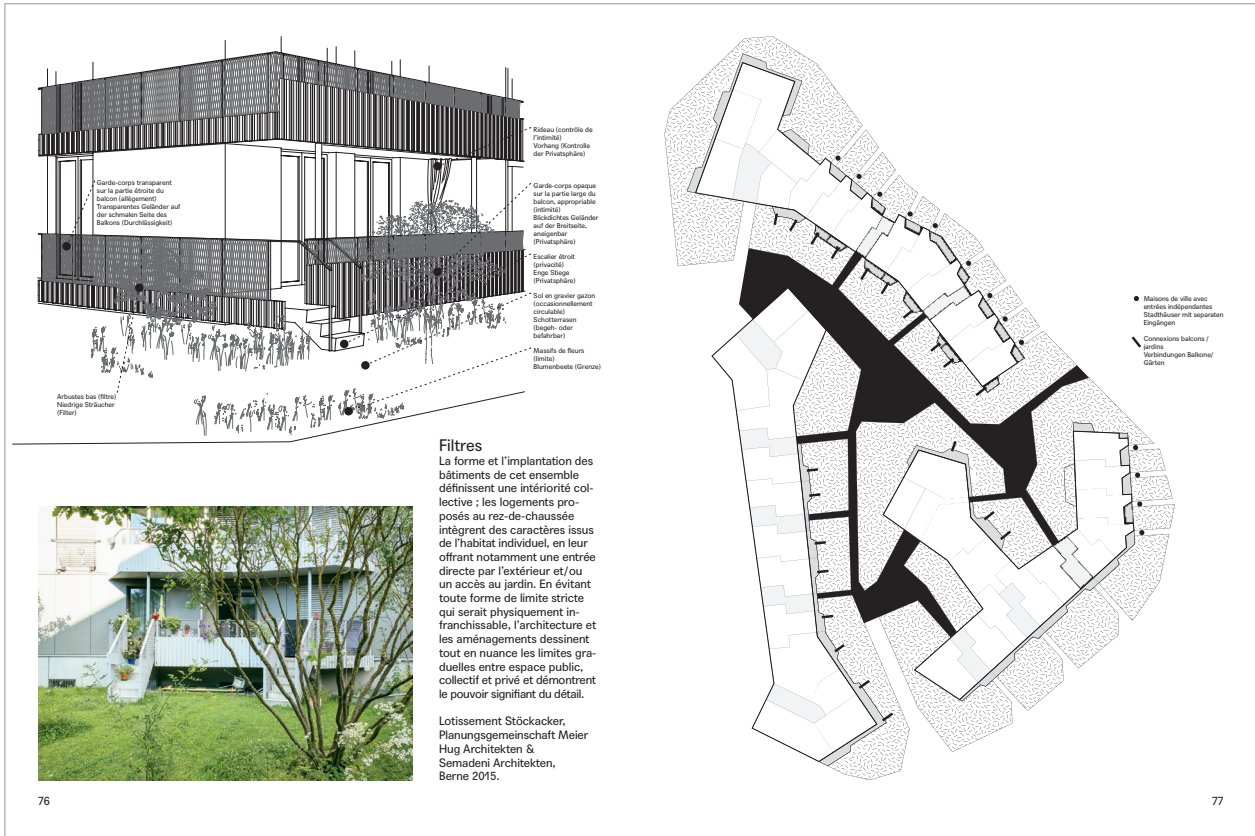 Rideau (contrôle de
l'intimité)
Vorhang (Kontrolle
der Privatsphäre)
Garde-corps transparent
sur la partie étroite du
balcon (allègement)
Transparentes Geländer auf
der schmalen Seite des
Balkons (Durchlässigkeit)
Garde-corps opaque
sur la partie large du
balcon, appropriable
(intimité)
Blickdichtes Geländer
auf der Breitseite,
aneigenbar
(Privatsphäre)
Escalier étroit
(privacité)
Enge Stiege
(Privatsphäre)
Sol en gravier gazon
(occasionnellement
circulable)
Schotterrasen
(begeh- oder
befahrbar)
Massifs de fleurs
(limite)
Blumenbeete (Grenze)
Arbustes bas (filtre)
Niedrige Sträucher
(Filter)
Filtres
La forme et l'implantation des
bâtiments de cet ensemble
définissent une intériorité col-
lective ; les logements pro-
posés au rez-de-chaussée
intègrent des caractères issus
de l'habitat individuel, en leur
offrant notamment une entrée
directe par l'extérieur et/ou
un accès au jardin. En évitant
toute forme de limite stricte
qui serait physiquement in-
franchissable, l'architecture et
les aménagements dessinent
tout en nuance les limites gra-
duelles entre espace public,
collectif et privé et démontrent
le pouvoir signifiant du détail.
Lotissement Stöckacker,
Planungsgemeinschaft Meier
Hug Architekten &
Semadeni Architekten,
Berne 2015.
76
Maisons de ville avec
entrées indépendantes
Stadthäuser mit separaten
Eingängen
Connexions balcons /
jardins
Verbindungen Balkone/
Gärten
77